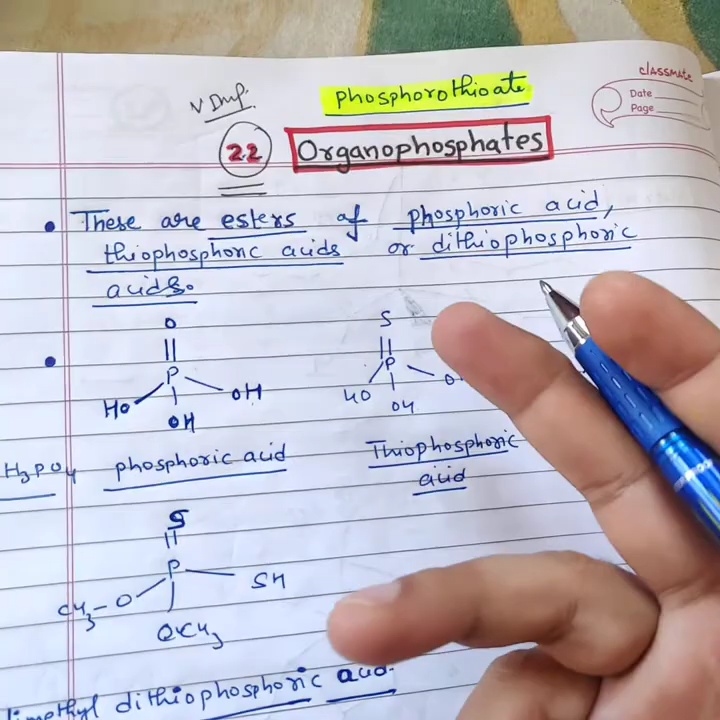 classmate
Date
Page
V Imp.
phosphorothioate
22
Organophosphates
• These are esters of phosphoric acid,
thiophosphoric acids or dithiophosphoric
acids.
O
||
P
HO OH
OH
S
||
P
HO O
OH
H3PO4 phosphoric acid
Thiophosphoric
acid
S
||
P
CH3-O SH
OCH3
dimethyl dithiophosphoric acid.